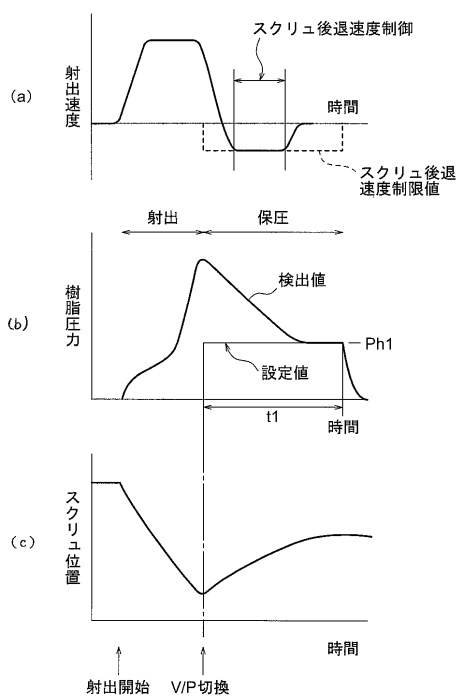 (a)
射出速度
スクリュ後退速度制御
時間
スクリュ後退
速度制限値
射出
保圧
(b)
樹脂圧力
検出値
Ph1
設定値
t1
時間
(c)
スクリュ位置
時間
射出開始
V/P切換